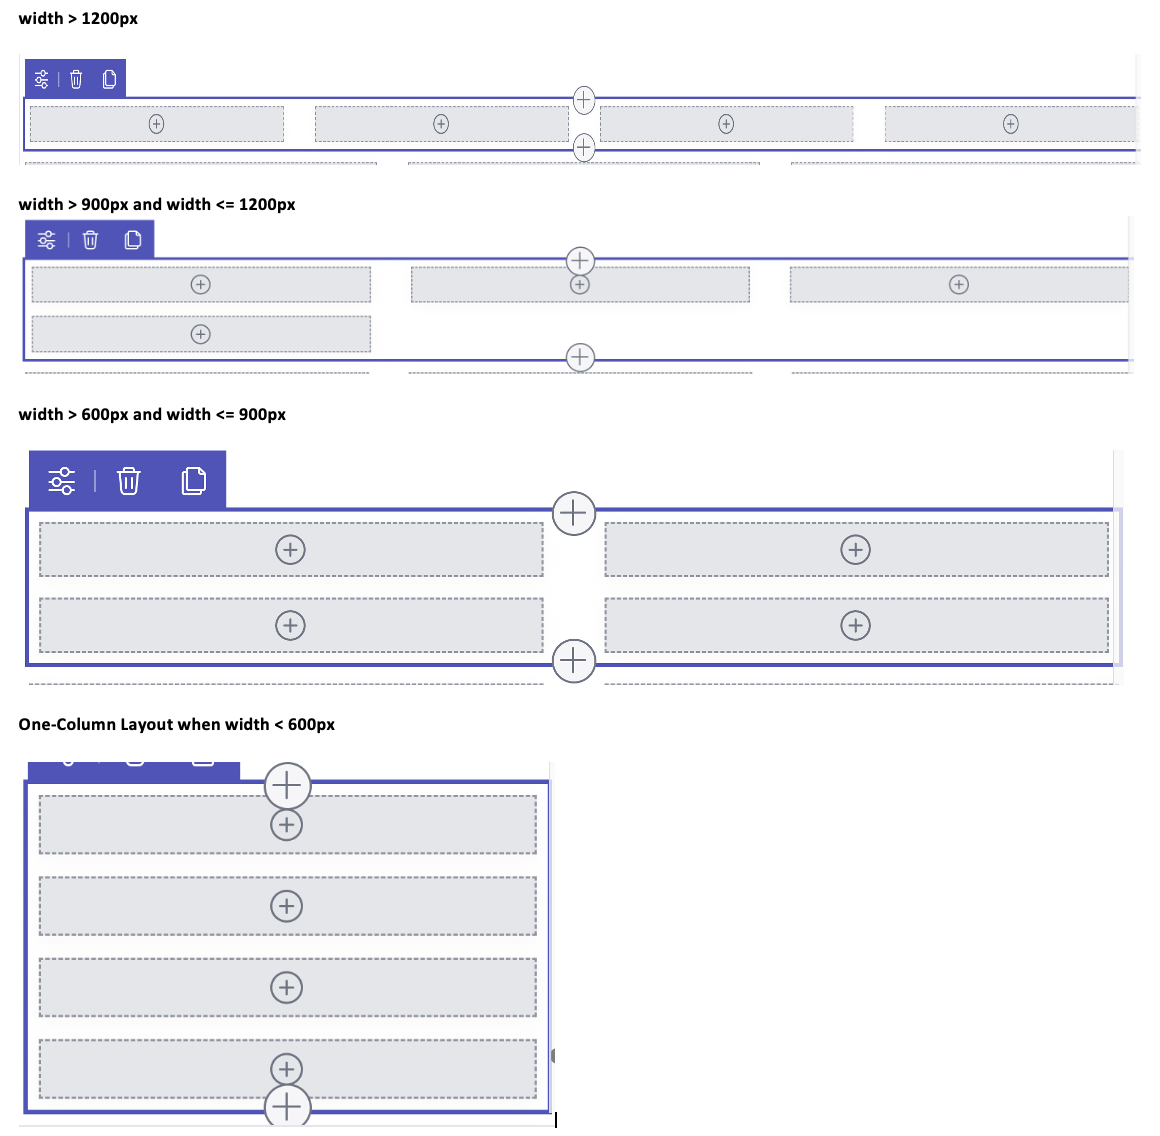 width > 1200px
width > 900px and width <= 1200px
width > 600px and width <= 900px
One-Column Layout when width < 600px